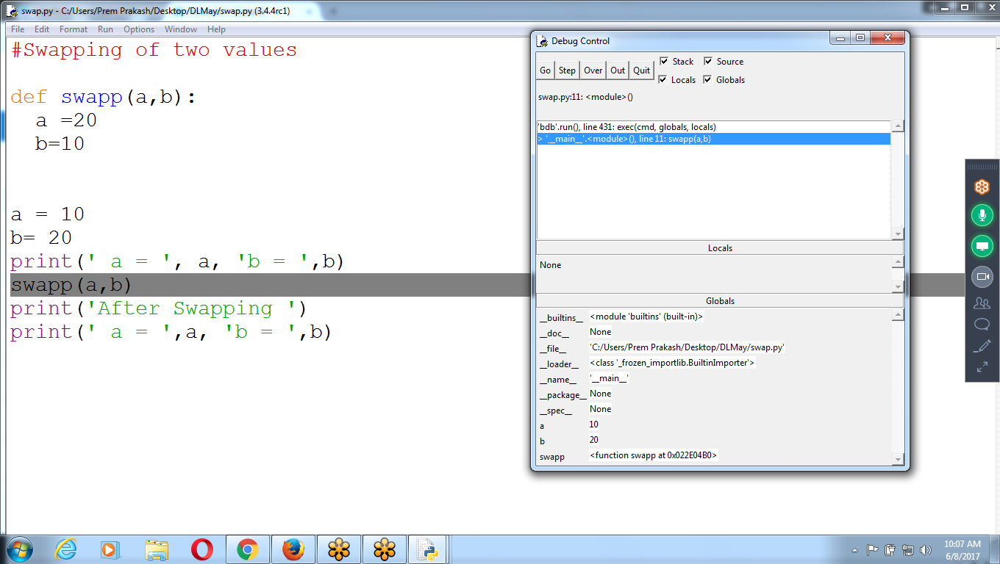 swap.py - C:/Users/Prem Prakash/Desktop/DLMay/swap.py (3.4.4rc1)
File Edit Format Run Options Window Help
#Swapping of two values
def swapp(a,b):
  a =20
  b=10
a = 10
b= 20
print(' a = ', a, 'b = ',b)
swapp(a,b)
print('After Swapping ')
print(' a = ',a, 'b = ',b)
Debug Control
Go Step Over Out Quit
Stack Source
Locals Globals
swap.py:11: <module>()
'bdb'.run(), line 431: exec(cmd, globals, locals)
> '__main__'.<module>(), line 11: swapp(a,b)
Locals
None
Globals
__builtins__ <module 'builtins' (built-in)>
__doc__ None
__file__ 'C:/Users/Prem Prakash/Desktop/DLMay/swap.py'
__loader__ <class '_frozen_importlib.BuiltinImporter'>
__name__ '__main__'
__package__ None
__spec__ None
a 10
b 20
swapp <function swapp at 0x022E04B0>
10:07 AM
6/8/2017